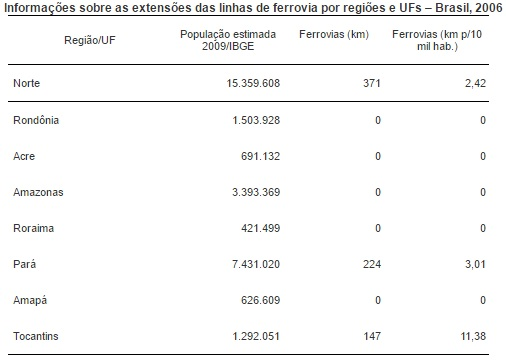 Informações sobre as extensões das linhas de ferrovia por regiões e UFs – Brasil, 2006
Região/UF População estimada 2009/IBGE Ferrovias (km) Ferrovias (km p/10 mil hab.)
Norte 15.359.608 371 2,42
Rondônia 1.503.928 0 0
Acre 691.132 0 0
Amazonas 3.393.369 0 0
Roraima 421.499 0 0
Pará 7.431.020 224 3,01
Amapá 626.609 0 0
Tocantins 1.292.051 147 11,38